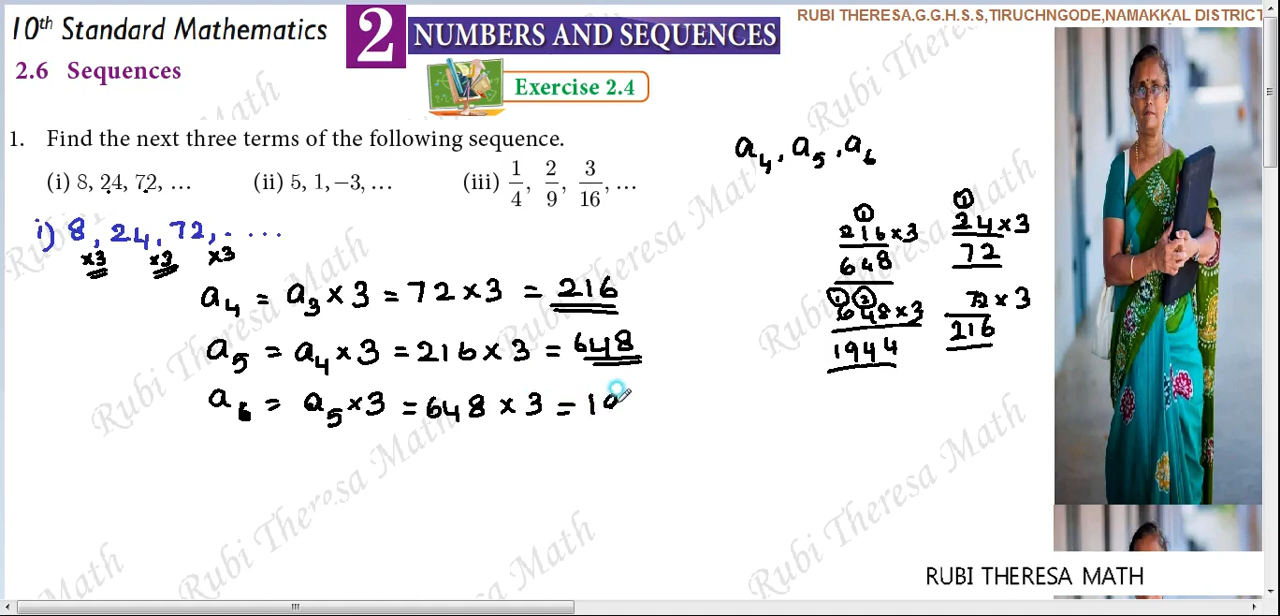 RUBI THERESA.G.G.H.S.S,TIRUCHNGODE,NAMAKKAL DISTRICT
10th Standard Mathematics
2 NUMBERS AND SEQUENCES
2.6 Sequences
Exercise 2.4
1. Find the next three terms of the following sequence.
(i) 8, 24, 72, … (ii) 5, 1, −3, … (iii) 1/4, 2/9, 3/16, …
a4, a5, a6
i) 8, 24, 72, . ...
×3 ×3 ×3
a4 = a3 × 3 = 72 × 3 = 216
a5 = a4 × 3 = 216 × 3 = 648
a6 = a5 × 3 = 648 × 3 = 19
1
216 × 3
648
1 2
648 × 3
1944
1
24 × 3
72
72 × 3
216
Rubi Theresa Math
RUBI THERESA MATH